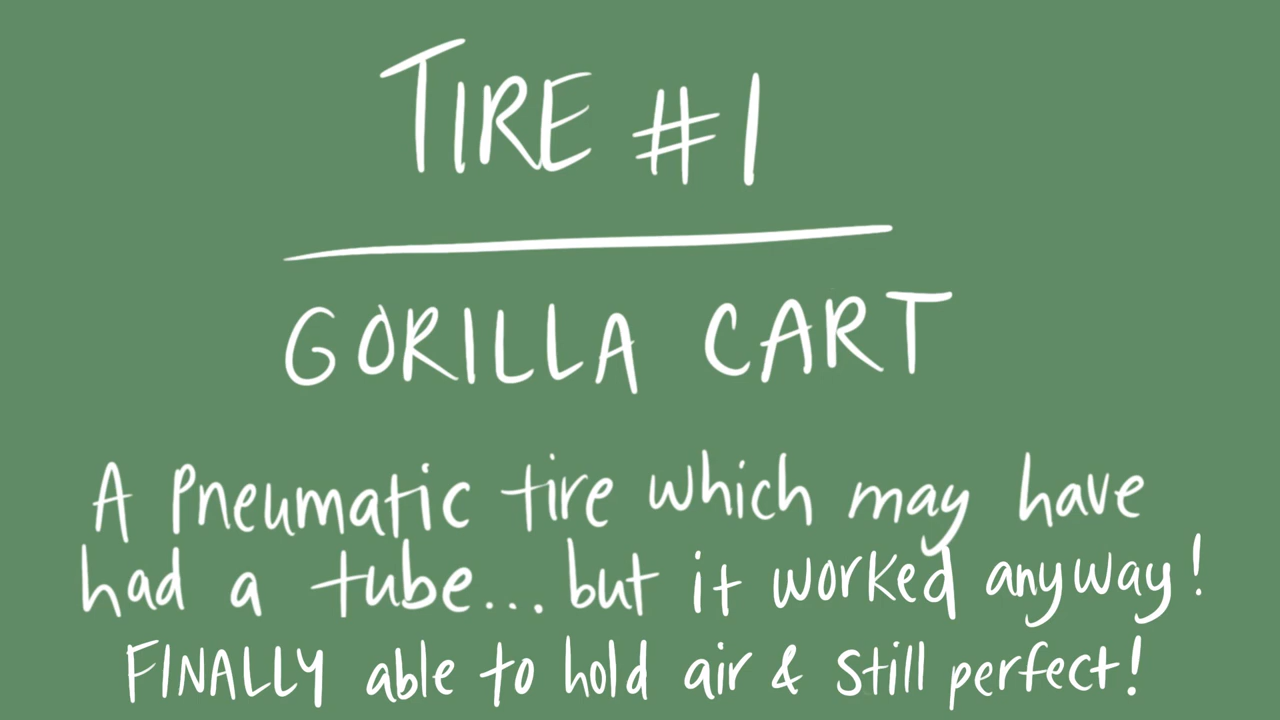 TIRE #1
GORILLA CART
A Pneumatic tire which may have
had a tube... but it worked anyway!
FINALLY able to hold air & Still perfect!